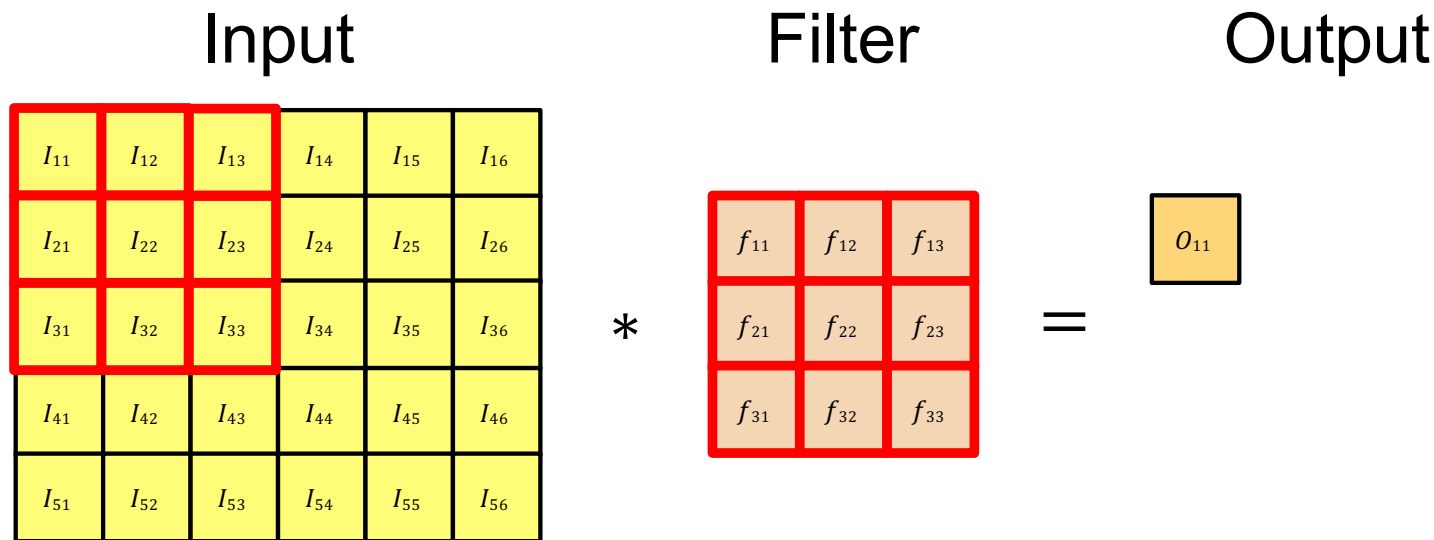 Input Filter Output
I₁₁ I₁₂ I₁₃ I₁₄ I₁₅ I₁₆
I₂₁ I₂₂ I₂₃ I₂₄ I₂₅ I₂₆
f₁₁ f₁₂ f₁₃
O₁₁
I₃₁ I₃₂ I₃₃ I₃₄ I₃₅ I₃₆
*
f₂₁ f₂₂ f₂₃
=
I₄₁ I₄₂ I₄₃ I₄₄ I₄₅ I₄₆
f₃₁ f₃₂ f₃₃
I₅₁ I₅₂ I₅₃ I₅₄ I₅₅ I₅₆